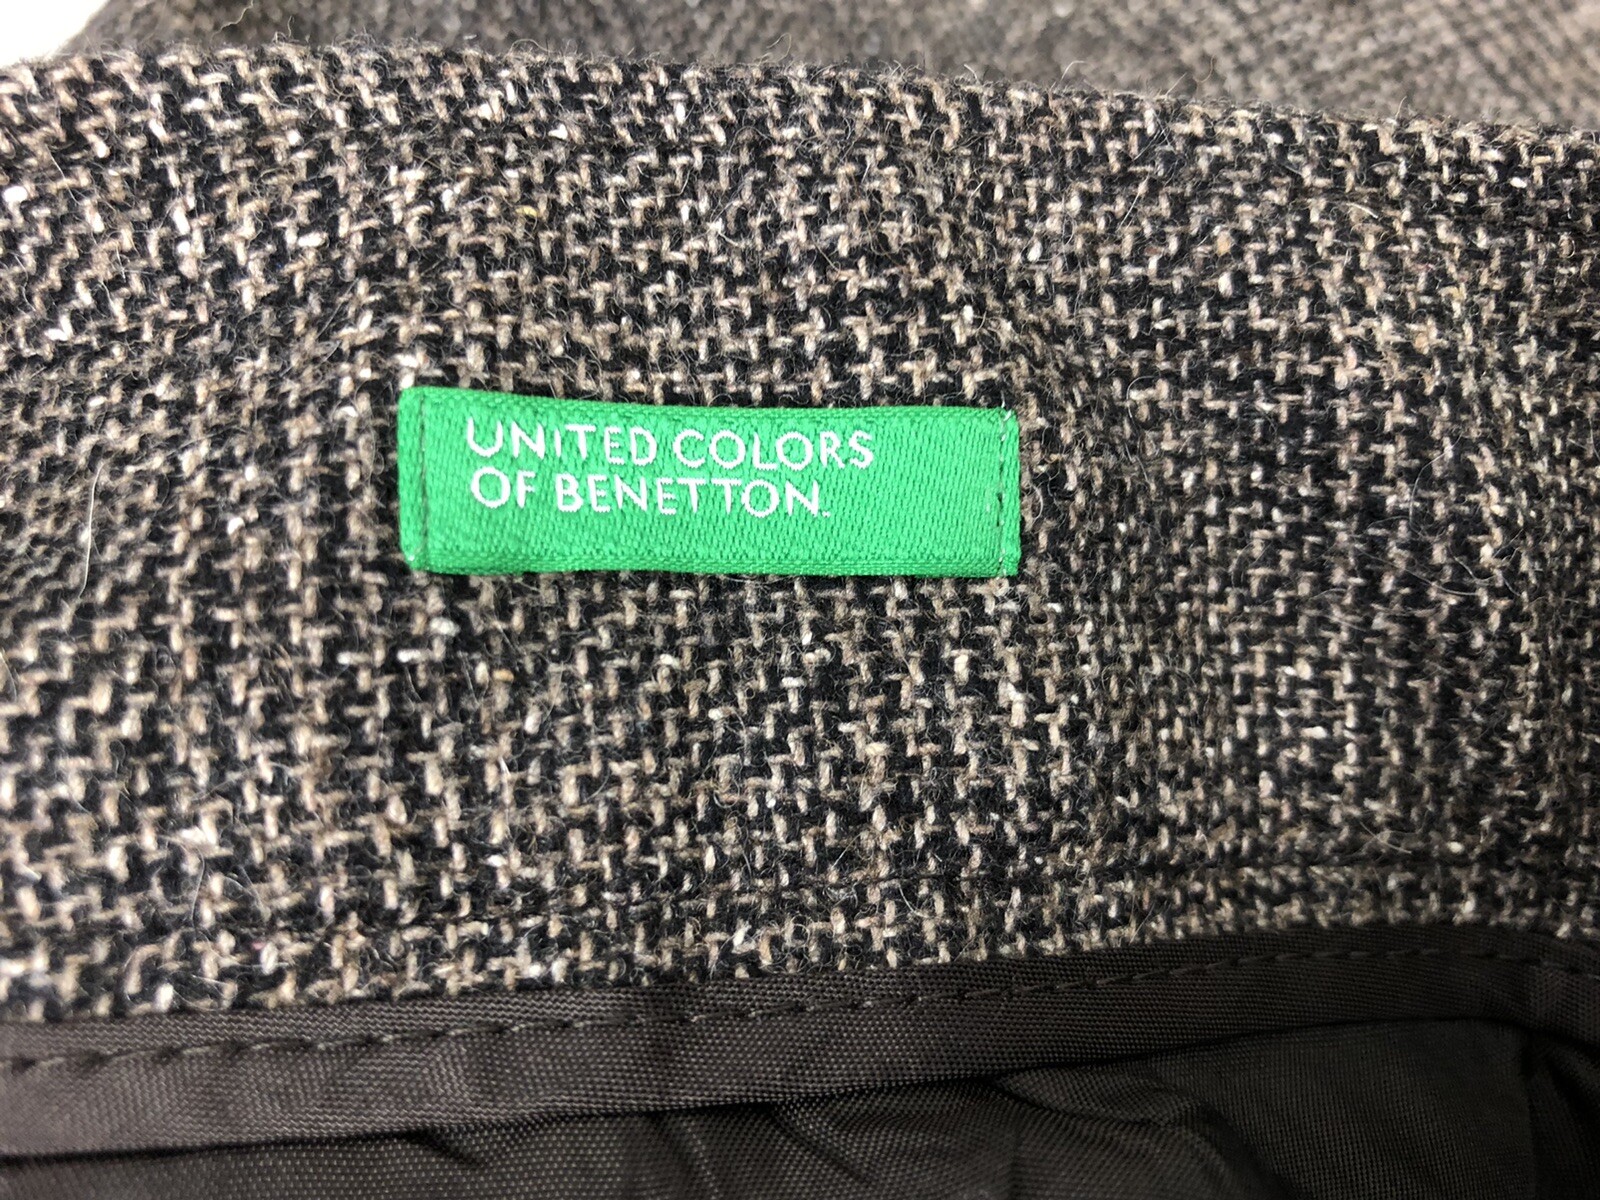 UNITED COLORS
OF BENETTON.